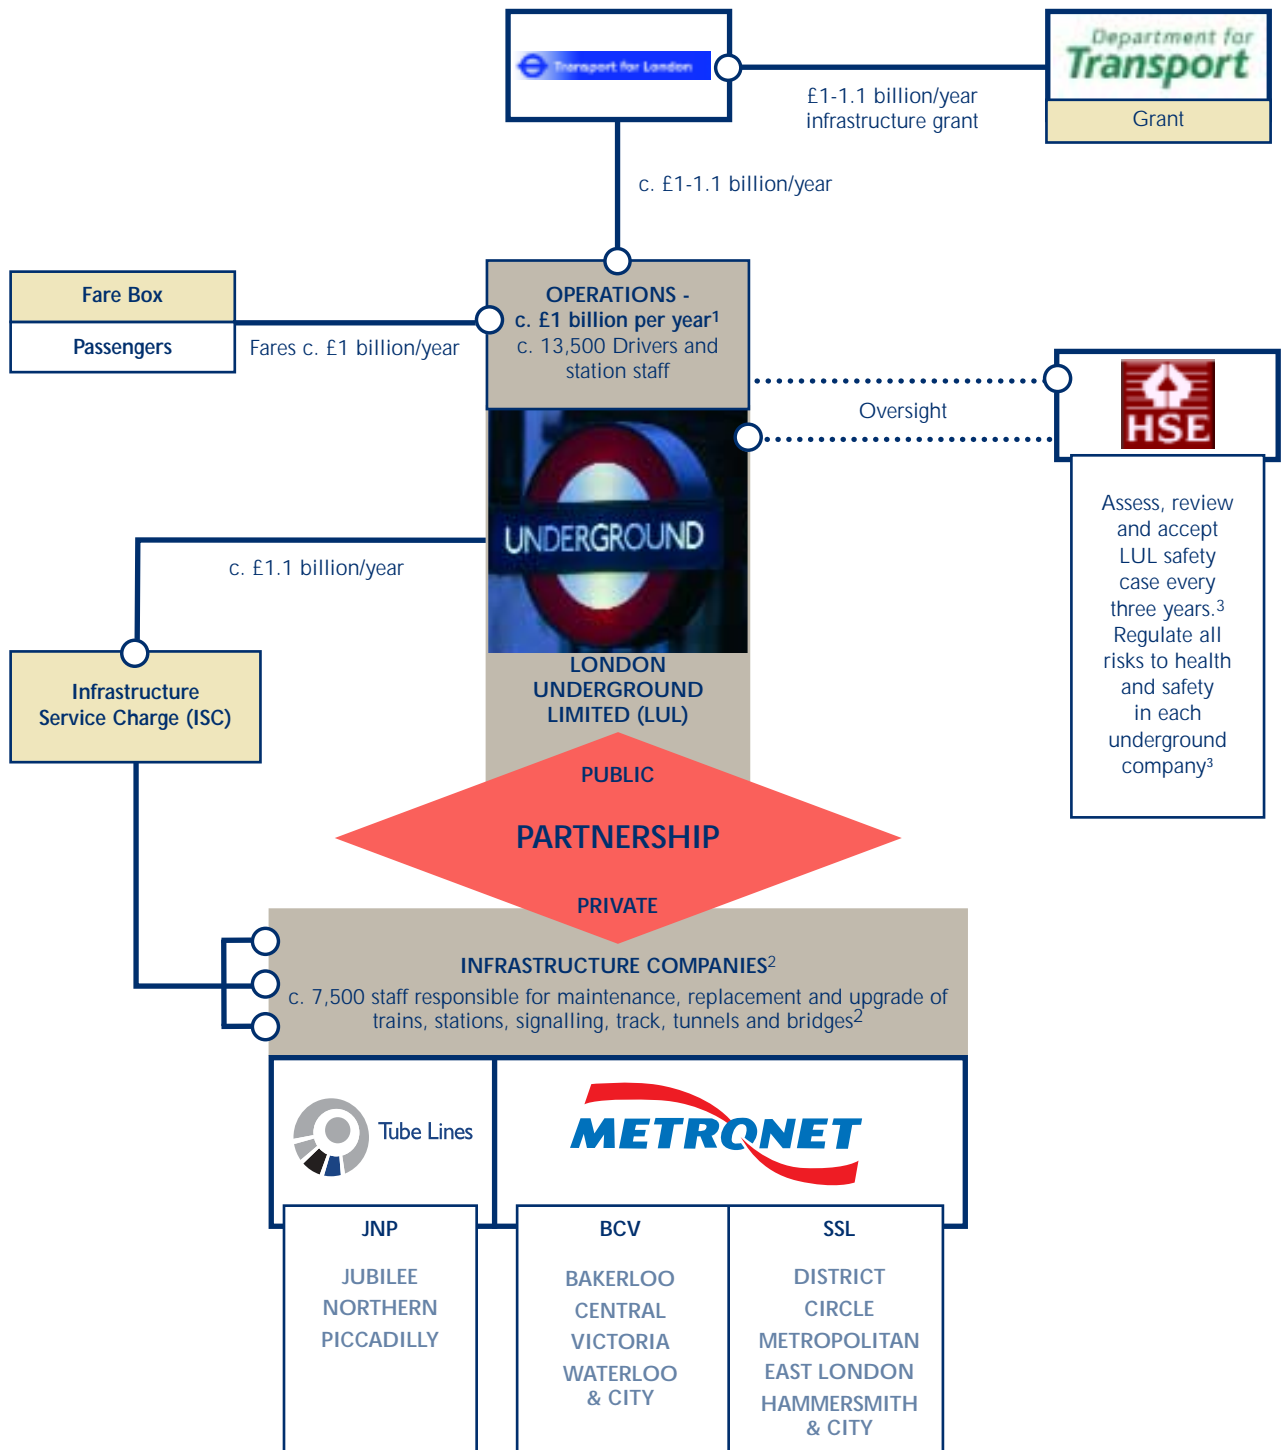 Transport for London
Department for
Transport
Grant
£1-1.1 billion/year
infrastructure grant
c. £1-1.1 billion/year
Fare Box
Passengers
Fares c. £1 billion/year
OPERATIONS -
c. £1 billion per year¹
c. 13,500 Drivers and
station staff
Oversight
HSE
Assess, review
and accept
LUL safety
case every
three years.³
Regulate all
risks to health
and safety
in each
underground
company³
UNDERGROUND
c. £1.1 billion/year
LONDON
UNDERGROUND
LIMITED (LUL)
Infrastructure
Service Charge (ISC)
PUBLIC
PARTNERSHIP
PRIVATE
INFRASTRUCTURE COMPANIES²
c. 7,500 staff responsible for maintenance, replacement and upgrade of
trains, stations, signalling, track, tunnels and bridges²
Tube Lines
METRONET
JNP
JUBILEE
NORTHERN
PICCADILLY
BCV
BAKERLOO
CENTRAL
VICTORIA
WATERLOO
& CITY
SSL
DISTRICT
CIRCLE
METROPOLITAN
EAST LONDON
HAMMERSMITH
& CITY